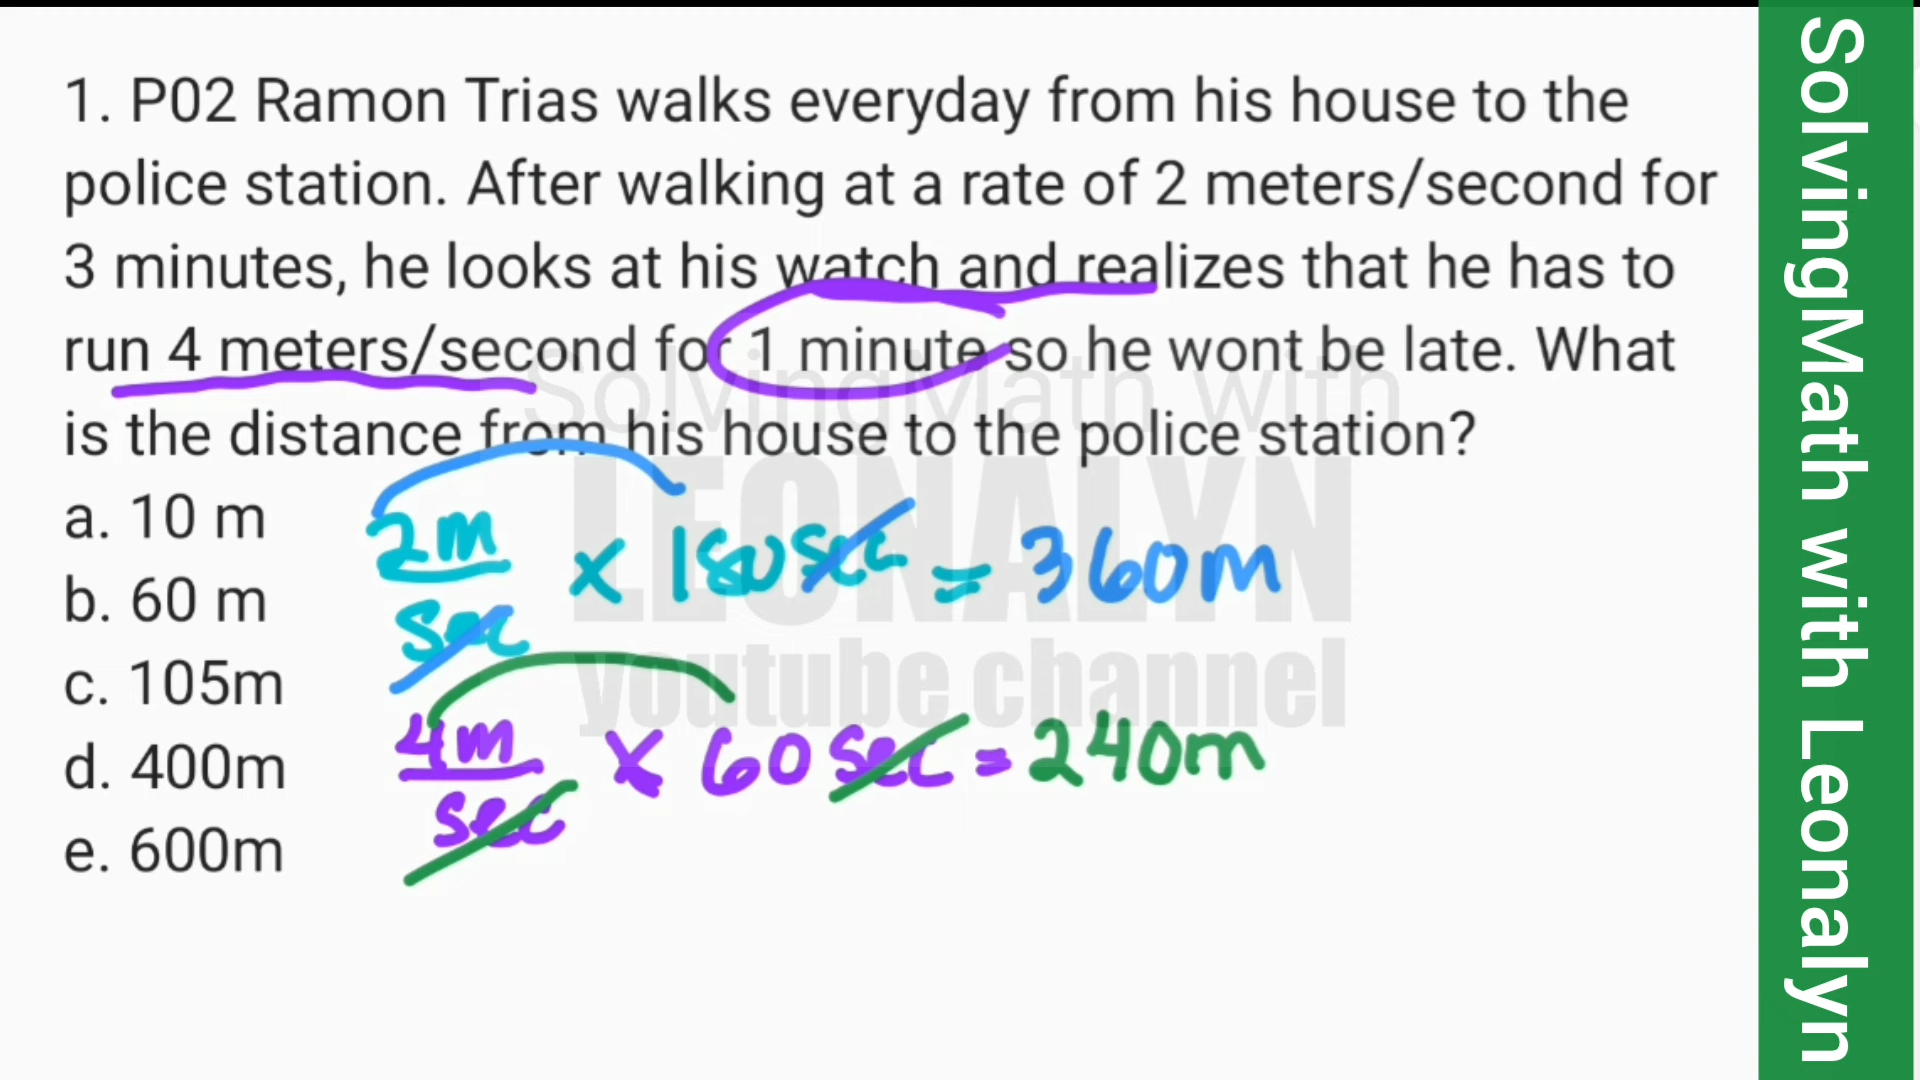 1. P02 Ramon Trias walks everyday from his house to the
police station. After walking at a rate of 2 meters/second for
3 minutes, he looks at his watch and realizes that he has to
run 4 meters/second for 1 minute so he wont be late. What
is the distance from his house to the police station?
a. 10 m
b. 60 m
c. 105m
d. 400m
e. 600m
2m
sec × 180sec = 360m
4m
sec × 60sec = 240m
SolvingMath with
LEONALYN
youtube channel
SolvingMath with Leonalyn